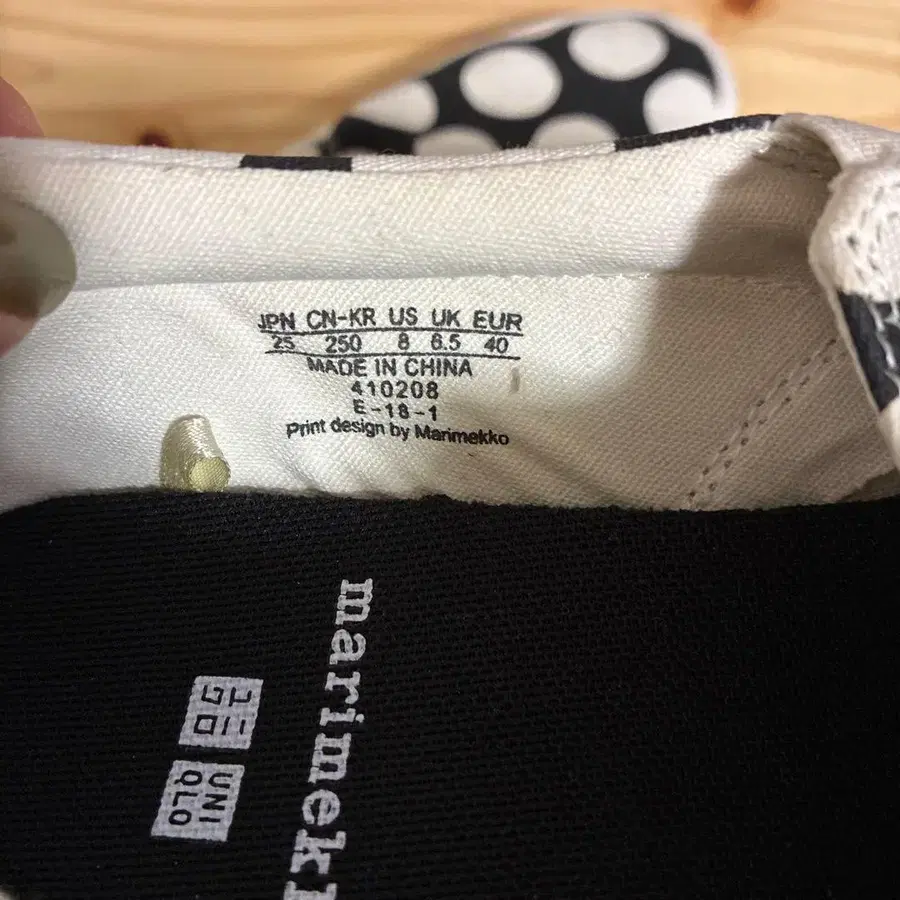 JPN CN-KR US UK EUR
25 250 8 6.5 40
MADE IN CHINA
410208
E-18-1
Print design by Marimekko
marimekk
ユニ
クロ
UNI
QLO